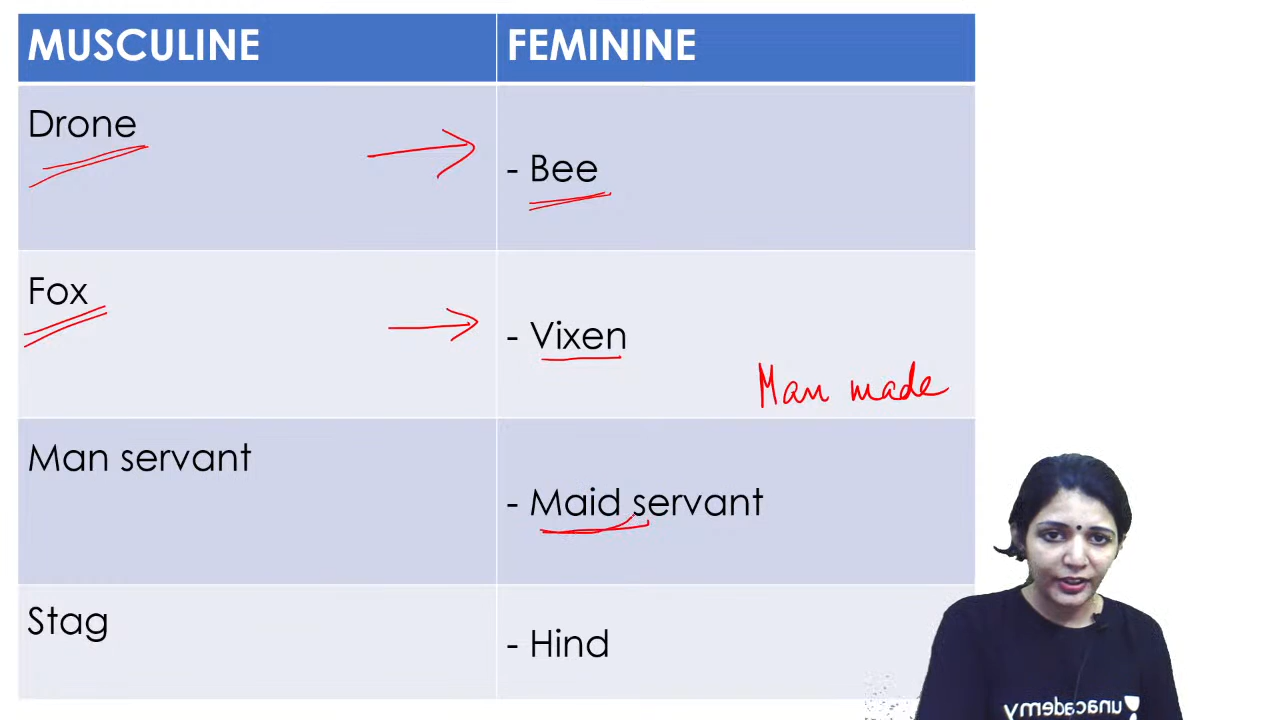 MUSCULINE FEMININE
Drone
- Bee
Fox
- Vixen
Man made
Man servant
- Maid servant
Stag
- Hind
unacademy